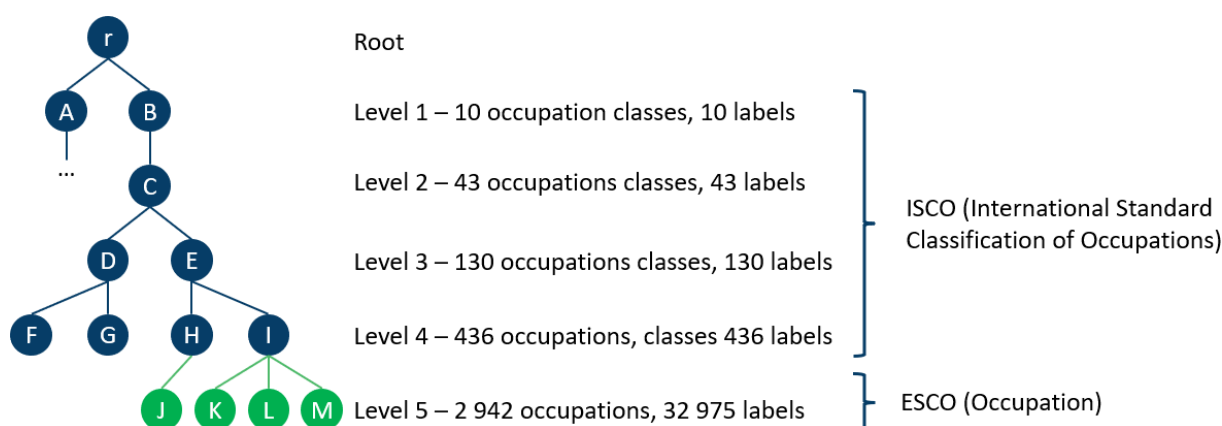 r
Root
A B
Level 1 – 10 occupation classes, 10 labels
...
C
Level 2 – 43 occupations classes, 43 labels
ISCO (International Standard
Classification of Occupations)
D E
Level 3 – 130 occupations classes, 130 labels
F G H I
Level 4 – 436 occupations, classes 436 labels
J K L M
Level 5 – 2 942 occupations, 32 975 labels
ESCO (Occupation)